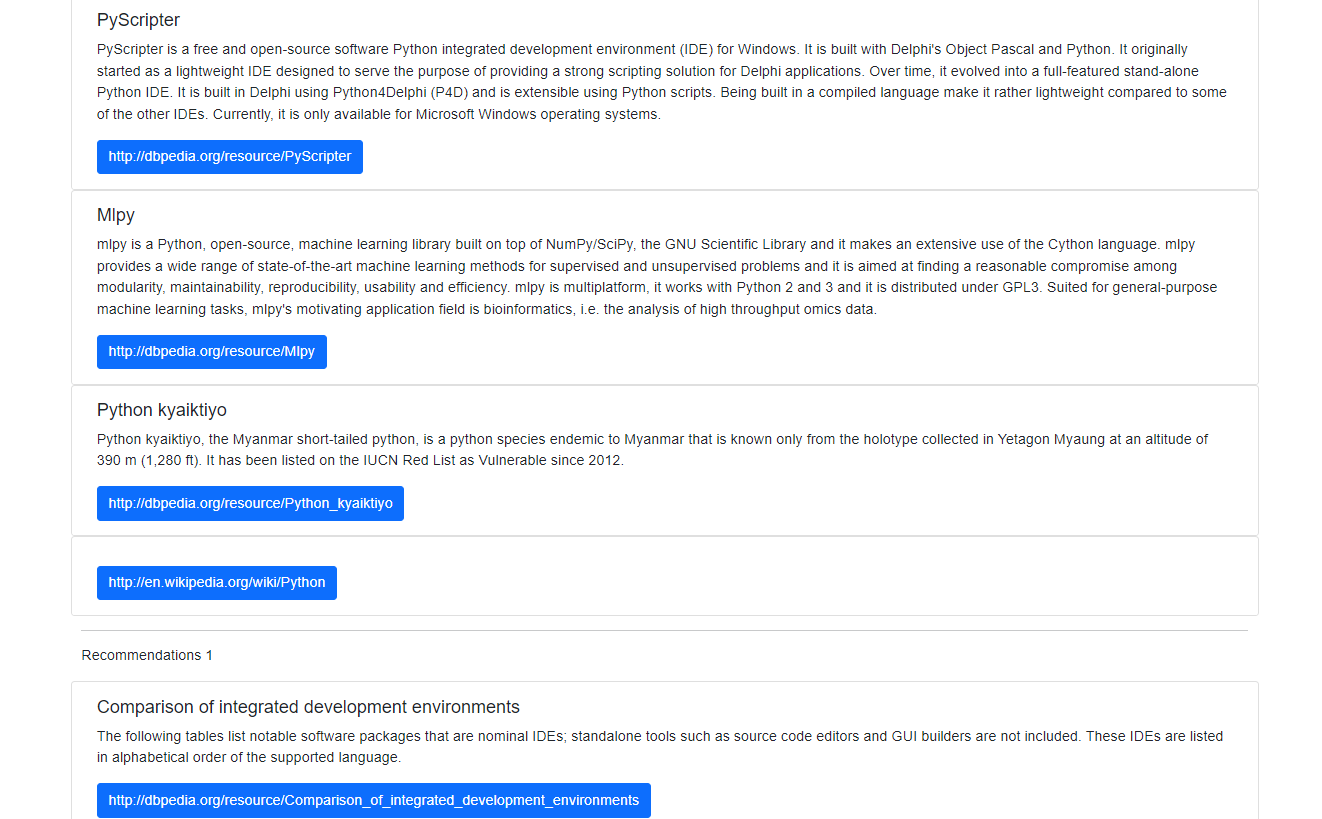 PyScripter
PyScripter is a free and open-source software Python integrated development environment (IDE) for Windows. It is built with Delphi's Object Pascal and Python. It originally
started as a lightweight IDE designed to serve the purpose of providing a strong scripting solution for Delphi applications. Over time, it evolved into a full-featured stand-alone
Python IDE. It is built in Delphi using Python4Delphi (P4D) and is extensible using Python scripts. Being built in a compiled language make it rather lightweight compared to some
of the other IDEs. Currently, it is only available for Microsoft Windows operating systems.
http://dbpedia.org/resource/PyScripter
Mlpy
mlpy is a Python, open-source, machine learning library built on top of NumPy/SciPy, the GNU Scientific Library and it makes an extensive use of the Cython language. mlpy
provides a wide range of state-of-the-art machine learning methods for supervised and unsupervised problems and it is aimed at finding a reasonable compromise among
modularity, maintainability, reproducibility, usability and efficiency. mlpy is multiplatform, it works with Python 2 and 3 and it is distributed under GPL3. Suited for general-purpose
machine learning tasks, mlpy's motivating application field is bioinformatics, i.e. the analysis of high throughput omics data.
http://dbpedia.org/resource/Mlpy
Python kyaiktiyo
Python kyaiktiyo, the Myanmar short-tailed python, is a python species endemic to Myanmar that is known only from the holotype collected in Yetagon Myaung at an altitude of
390 m (1,280 ft). It has been listed on the IUCN Red List as Vulnerable since 2012.
http://dbpedia.org/resource/Python_kyaiktiyo
http://en.wikipedia.org/wiki/Python
Recommendations 1
Comparison of integrated development environments
The following tables list notable software packages that are nominal IDEs; standalone tools such as source code editors and GUI builders are not included. These IDEs are listed
in alphabetical order of the supported language.
http://dbpedia.org/resource/Comparison_of_integrated_development_environments